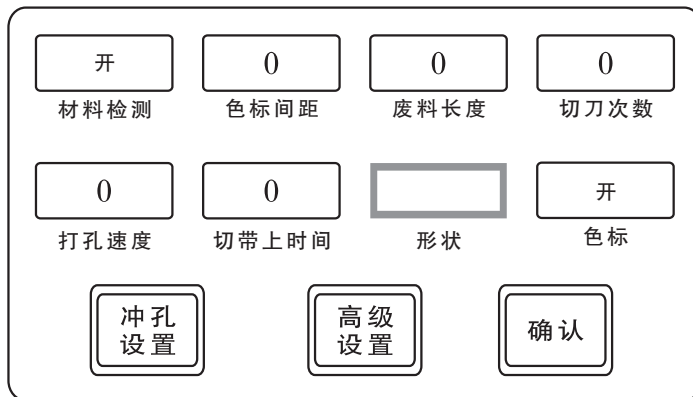 开 0 0 0
材料检测 色标间距 废料长度 切刀次数
0 0 开
打孔速度 切带上时间 形状 色标
冲孔 高级 确认
设置 设置